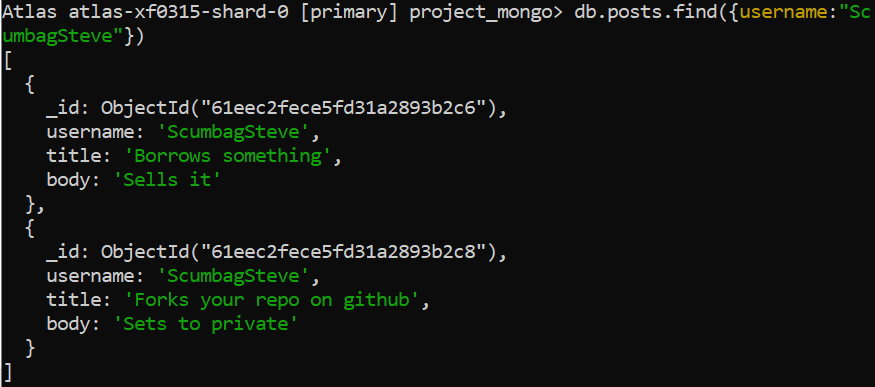 Atlas atlas-xf0315-shard-0 [primary] project_mongo> db.posts.find({username:"Sc
umbagSteve"})
[
  {
    _id: ObjectId("61eec2fece5fd31a2893b2c6"),
    username: 'ScumbagSteve',
    title: 'Borrows something',
    body: 'Sells it'
  },
  {
    _id: ObjectId("61eec2fece5fd31a2893b2c8"),
    username: 'ScumbagSteve',
    title: 'Forks your repo on github',
    body: 'Sets to private'
  }
]